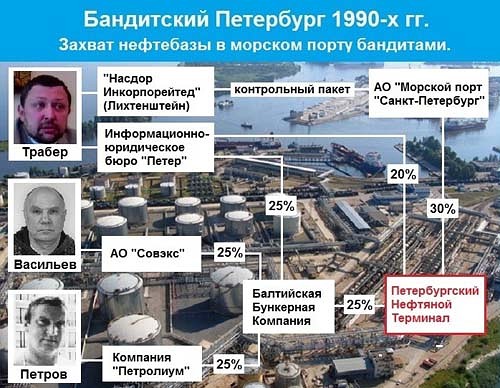 Бандитский Петербург 1990-х гг.
Захват нефтебазы в морском порту бандитами.
"Насдор
Инкорпорейтед"
(Лихтенштейн)
контрольный пакет
АО "Морской порт
"Санкт-Петербург"
Трабер
Информационно-
юридическое
бюро "Петер"
20%
25%
30%
Васильев
АО "Совэкс"
25%
Балтийская
Бункерная
Компания
25%
Петербургский
Нефтяной
Терминал
Петров
Компания
"Петролиум"
25%